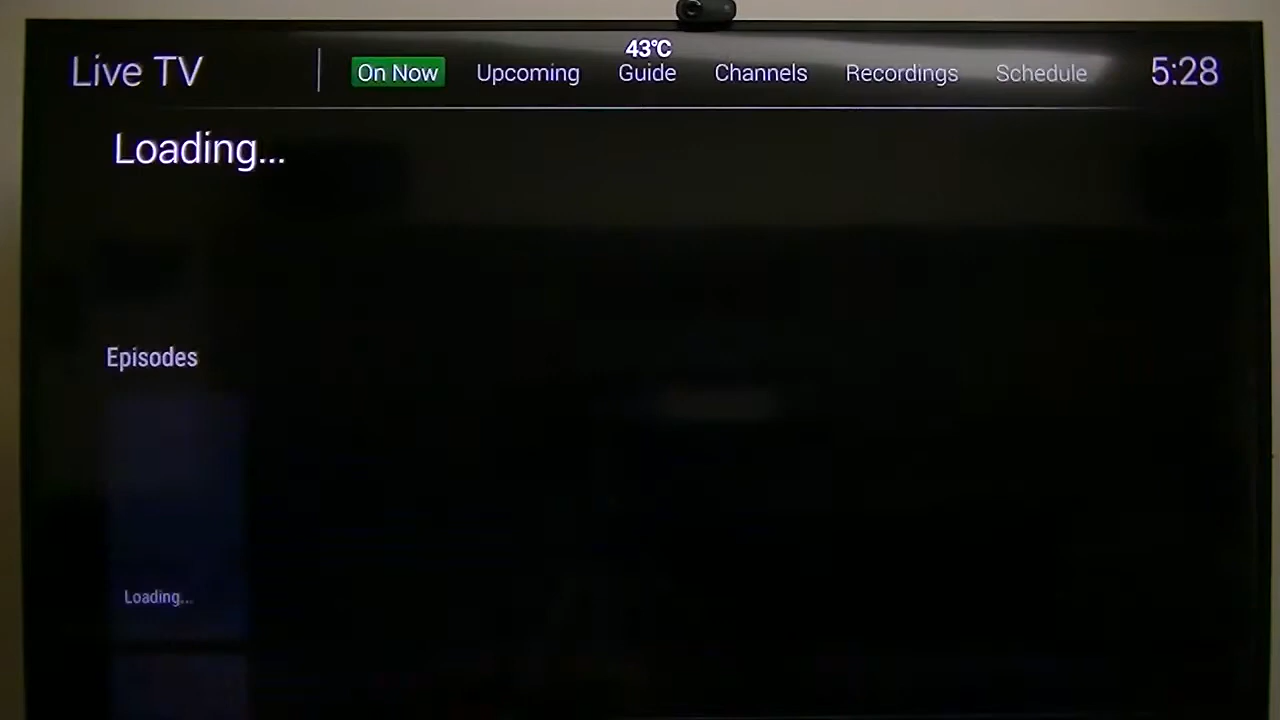 Live TV
43°C
On Now Upcoming Guide Channels Recordings Schedule
5:28
Loading...
Episodes
Loading...